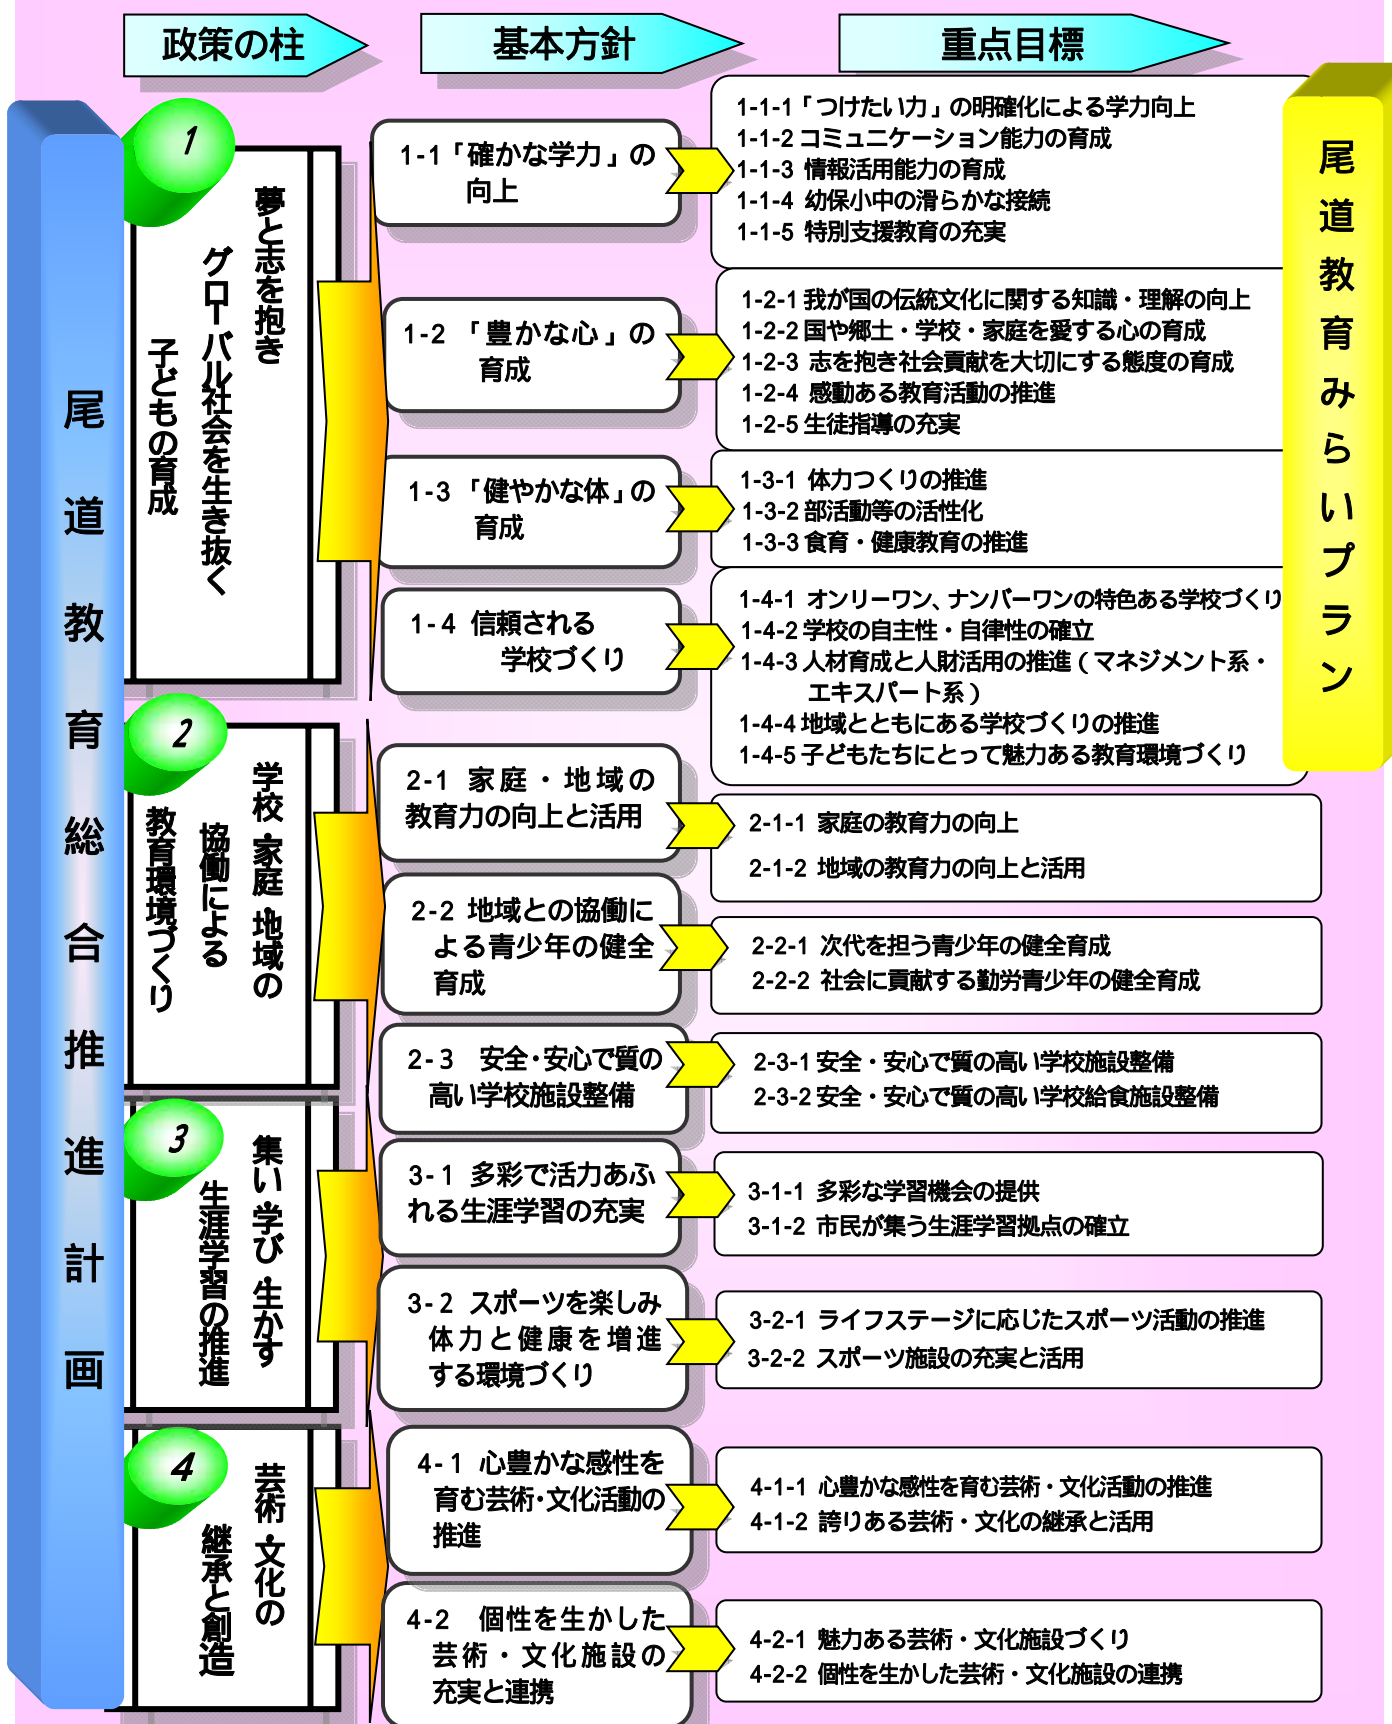 政策の柱
基本方針
重点目標
尾道教育総合推進計画
1
夢と志を抱き
グローバル社会を生き抜く
子どもの育成
1-1「確かな学力」の
向上
1-1-1「つけたい力」の明確化による学力向上
1-1-2 コミュニケーション能力の育成
1-1-3 情報活用能力の育成
1-1-4 幼保小中の滑らかな接続
1-1-5 特別支援教育の充実
1-2 「豊かな心」の
育成
1-2-1 我が国の伝統文化に関する知識・理解の向上
1-2-2 国や郷土・学校・家庭を愛する心の育成
1-2-3 志を抱き社会貢献を大切にする態度の育成
1-2-4 感動ある教育活動の推進
1-2-5 生徒指導の充実
1-3 「健やかな体」の
育成
1-3-1 体力つくりの推進
1-3-2 部活動等の活性化
1-3-3 食育・健康教育の推進
1-4 信頼される
学校づくり
1-4-1 オンリーワン、ナンバーワンの特色ある学校づくり
1-4-2 学校の自主性・自律性の確立
1-4-3 人材育成と人財活用の推進(マネジメント系・
エキスパート系)
1-4-4 地域とともにある学校づくりの推進
1-4-5 子どもたちにとって魅力ある教育環境づくり
尾道教育みらいプラン
2
学校・家庭・地域の
協働による
教育環境づくり
2-1 家庭・地域の
教育力の向上と活用
2-1-1 家庭の教育力の向上
2-1-2 地域の教育力の向上と活用
2-2 地域との協働に
よる青少年の健全
育成
2-2-1 次代を担う青少年の健全育成
2-2-2 社会に貢献する勤労青少年の健全育成
2-3 安全・安心で質の
高い学校施設整備
2-3-1 安全・安心で質の高い学校施設整備
2-3-2 安全・安心で質の高い学校給食施設整備
3
集い・学び・生かす
生涯学習の推進
3-1 多彩で活力あふ
れる生涯学習の充実
3-1-1 多彩な学習機会の提供
3-1-2 市民が集う生涯学習拠点の確立
3-2 スポーツを楽しみ
体力と健康を増進
する環境づくり
3-2-1 ライフステージに応じたスポーツ活動の推進
3-2-2 スポーツ施設の充実と活用
4
芸術・文化の
継承と創造
4-1 心豊かな感性を
育む芸術・文化活動の
推進
4-1-1 心豊かな感性を育む芸術・文化活動の推進
4-1-2 誇りある芸術・文化の継承と活用
4-2 個性を生かした
芸術・文化施設の
充実と連携
4-2-1 魅力ある芸術・文化施設づくり
4-2-2 個性を生かした芸術・文化施設の連携